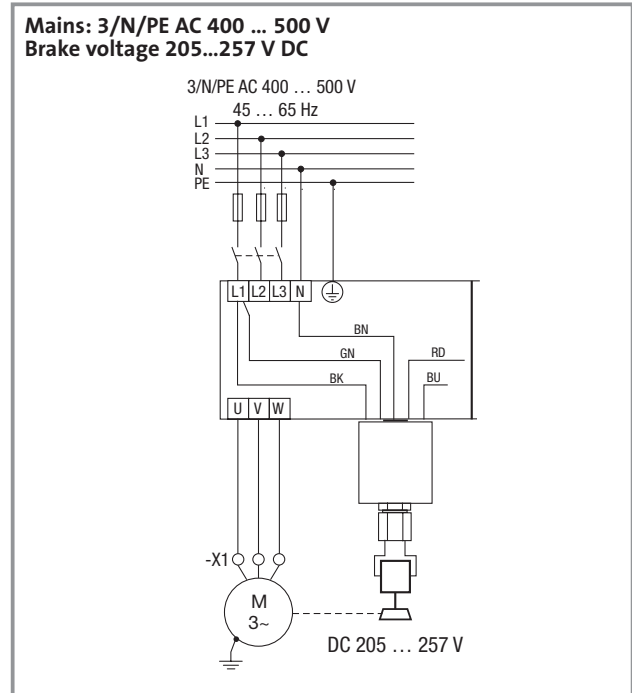 Mains: 3/N/PE AC 400 ... 500 V
Brake voltage 205...257 V DC
3/N/PE AC 400 … 500 V
45 … 65 Hz
L1
L2
L3
N
PE
L1 L2 L3 N
BN
GN
RD
BK
BU
U V W
-X1
M
3~
DC 205 … 257 V